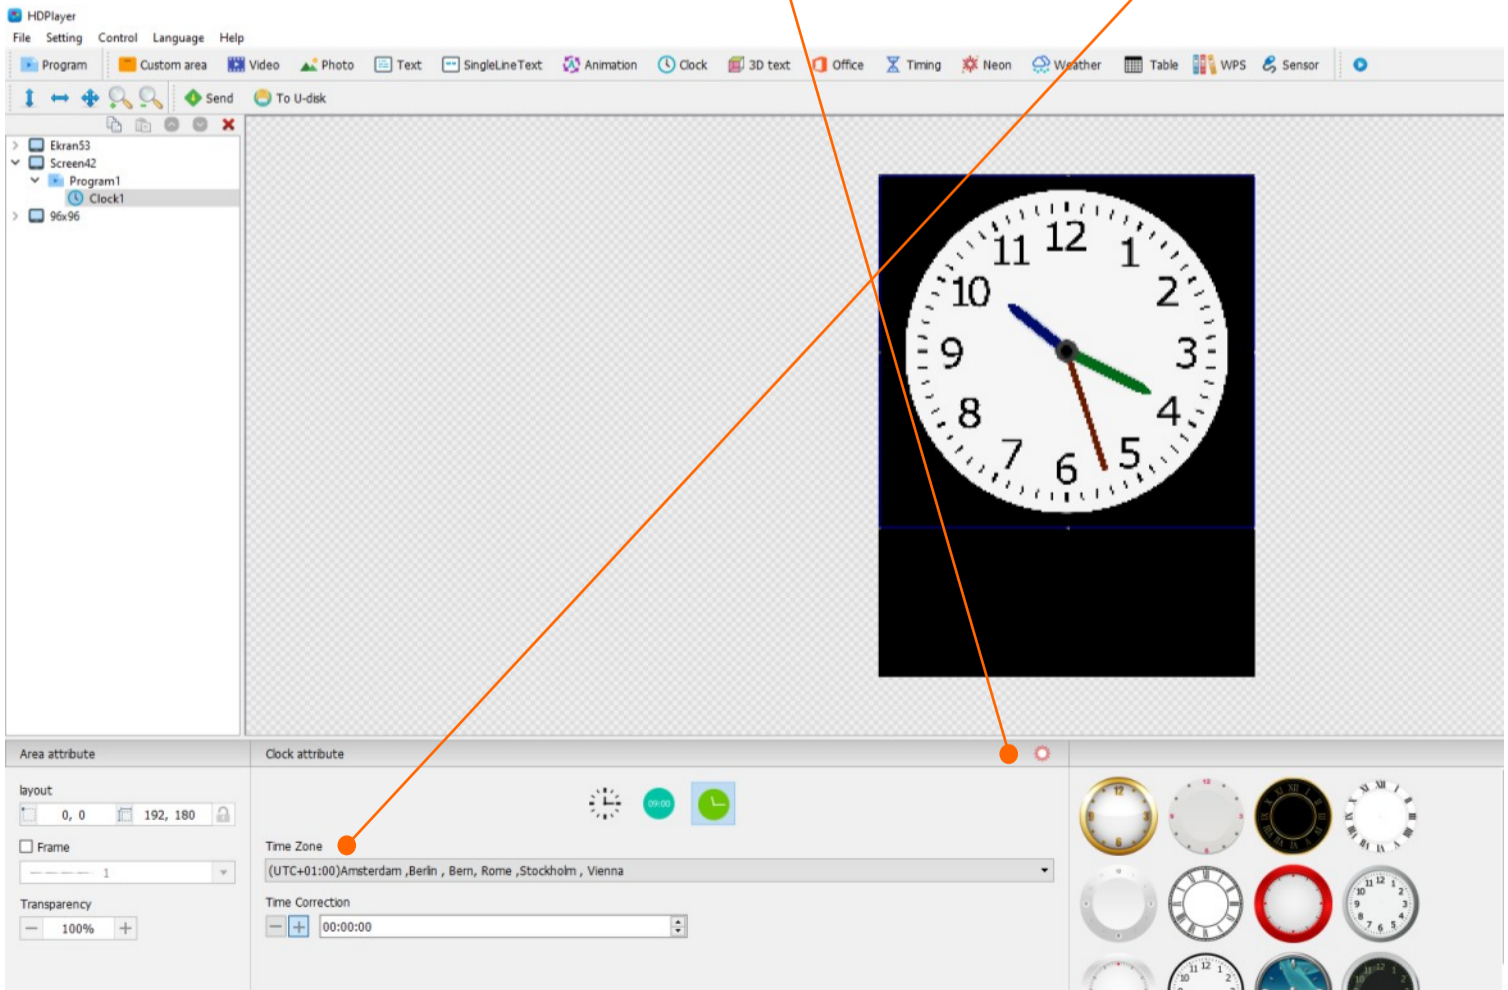 HDPlayer
File Setting Control Language Help
Program Custom area Video Photo Text SingleLineText Animation Clock 3D text Office Timing Neon Weather Table WPS Sensor
Send To U-disk
Ekran53
Screen42
Program1
Clock1
96x96
12
11 1
10 2
9 3
8 4
7 5
6
Area attribute Clock attribute
layout
0, 0 192, 180
09:00
Frame
1
Time Zone
(UTC+01:00)Amsterdam ,Berlin , Bern, Rome ,Stockholm , Vienna
Transparency
100%
Time Correction
00:00:00